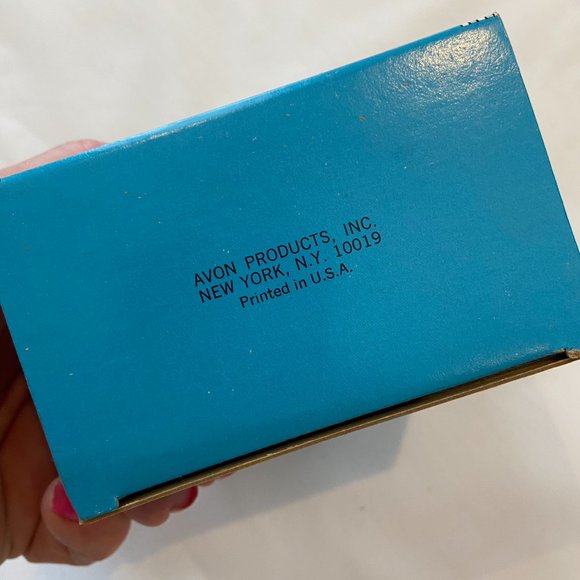 AVON PRODUCTS, INC.
NEW YORK, N.Y. 10019
Printed in U.S.A.